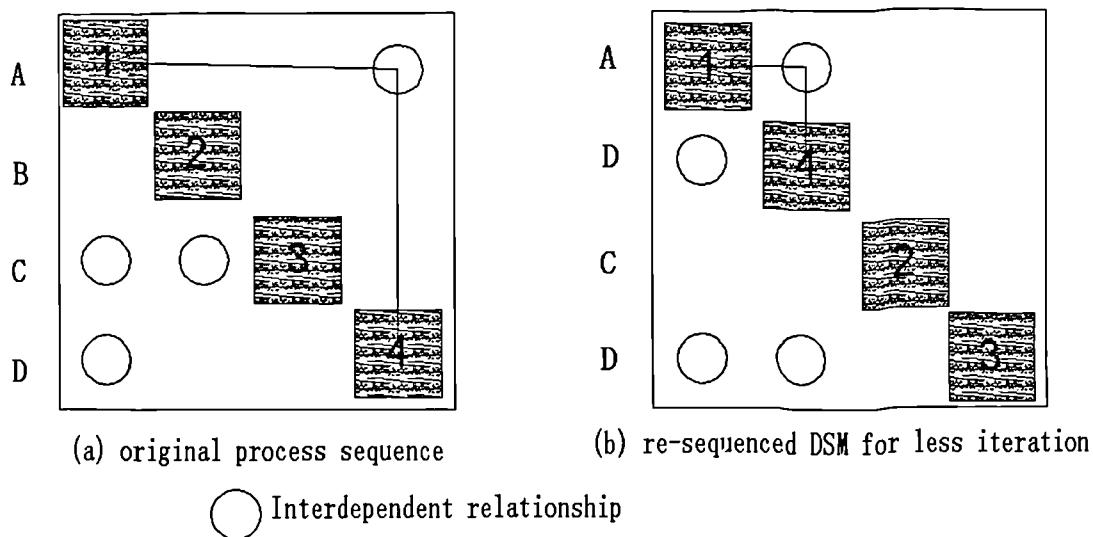 A
1
B
2
C
3
D
4
(a) original process sequence
A
1
D
4
C
2
D
3
(b) re-sequenced DSM for less iteration
Interdependent relationship